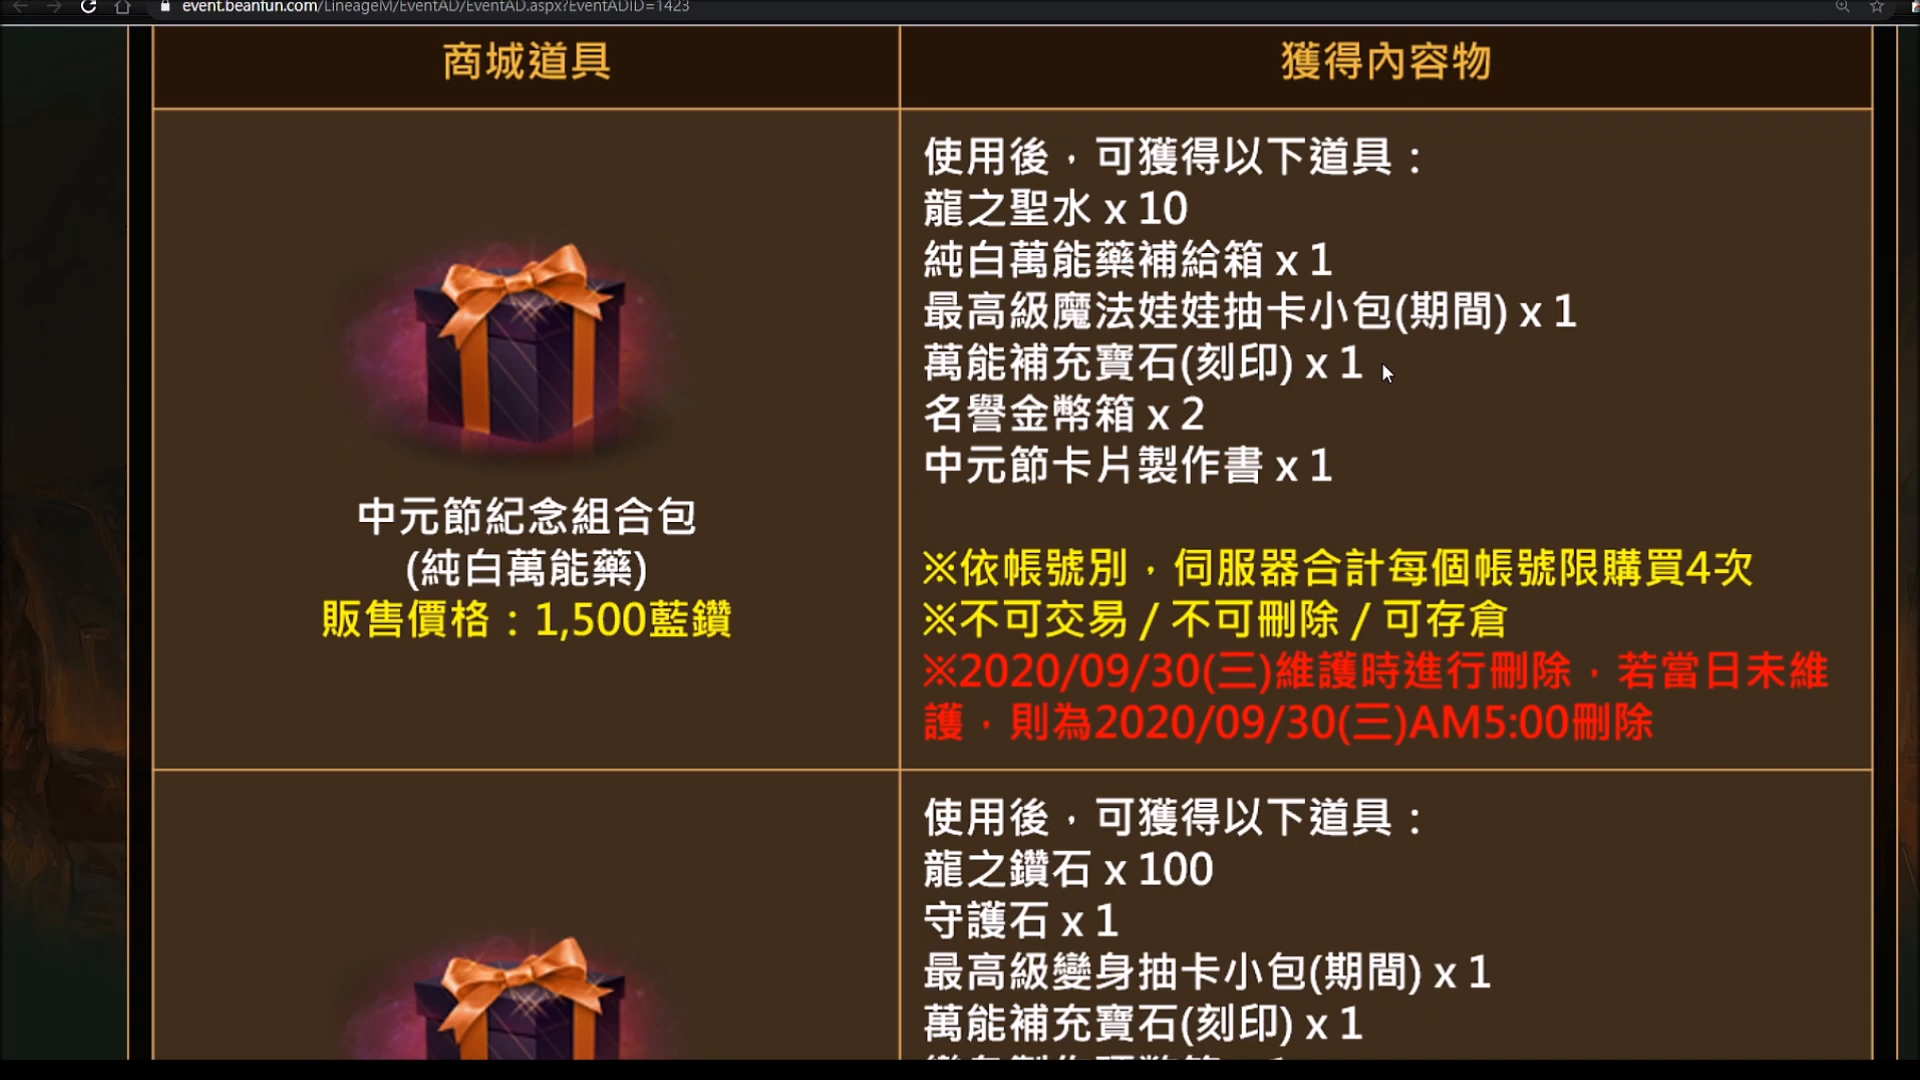 event.beanfun.com/LineageM/EventAD/EventAD.aspx?EventADID=1423
商城道具
獲得內容物
使用後，可獲得以下道具：
龍之聖水 x 10
純白萬能藥補給箱 x 1
最高級魔法娃娃抽卡小包(期間) x 1
萬能補充寶石(刻印) x 1
名譽金幣箱 x 2
中元節卡片製作書 x 1
中元節紀念組合包
(純白萬能藥)
販售價格：1,500藍鑽
※依帳號別，伺服器合計每個帳號限購買4次
※不可交易 / 不可刪除 / 可存倉
※2020/09/30(三)維護時進行刪除，若當日未維
護，則為2020/09/30(三)AM5:00刪除
使用後，可獲得以下道具：
龍之鑽石 x 100
守護石 x 1
最高級變身抽卡小包(期間) x 1
萬能補充寶石(刻印) x 1